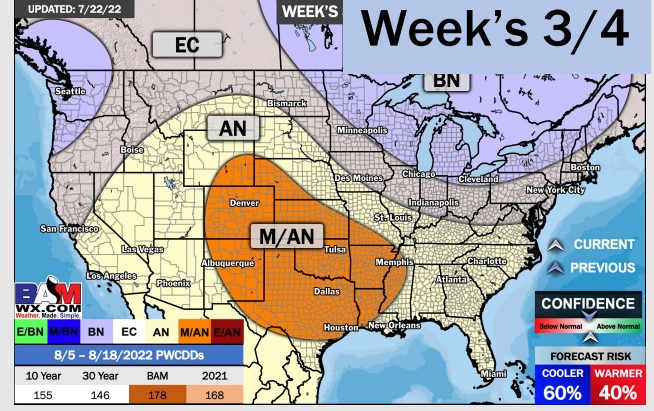 UPDATED: 7/22/22
WEEK'S
Week's 3/4
EC
BN
Seattle
Bismarck
AN
Minneapolis
Boise
Boston
Des Moines
Chicago
Cleveland
New York City
Denver
Indianapolis
St. Louis
San Francisco
M/AN
CURRENT
Las Vegas
Tulsa
Albuquerque
Memphis
Charlotte
PREVIOUS
Los Angeles
Phoenix
Atlanta
Dallas
BAM
WX.COM
Weather. Made. Simple.
CONFIDENCE
Houston
New Orleans
Below Normal
Above Normal
E/BN M/BN BN EC AN M/AN E/AN
8/5 – 8/18/2022 PWCDDs
FORECAST RISK
10 Year 30 Year BAM 2021
Miami
COOLER WARMER
155 146 178 168
60% 40%